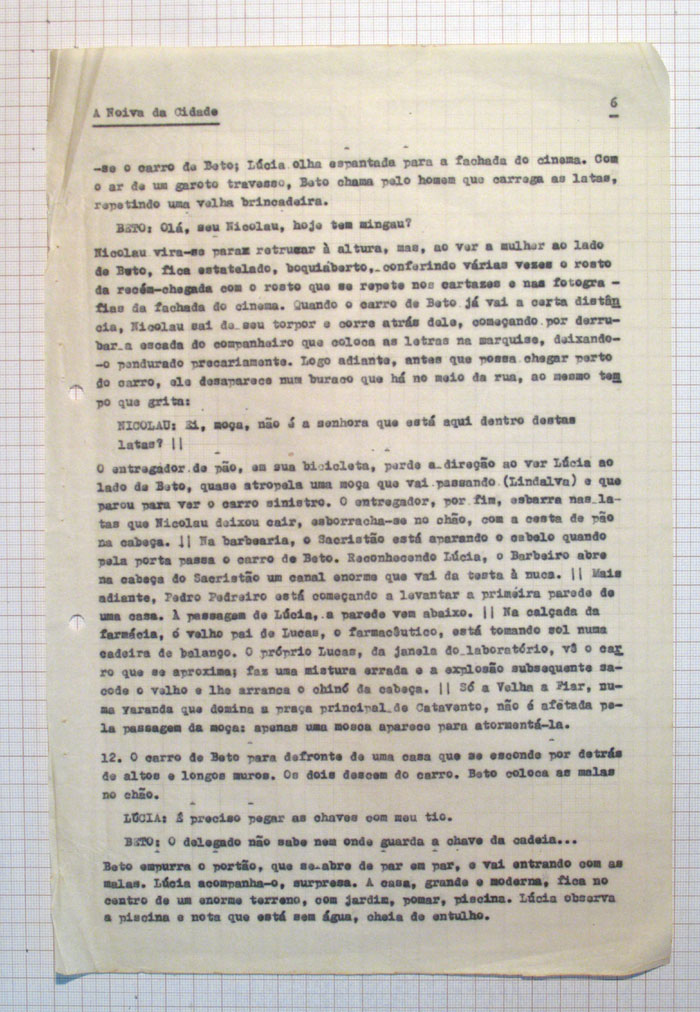 A Noiva da Cidade
6
-se o carro de Beto; Lúcia olha espantada para a fachada do cinema. Com
o ar de um garoto travesso, Beto chama pelo homem que carrega as latas,
repetindo uma velha brincadeira.
BETO: Olá, seu Nicolau, hoje tem mingau?
Nicolau vira-se paraz retrucar à altura, mas, ao ver a mulher ao lado
de Beto, fica estatelado, boquiaberto, conferindo várias vezes o rosto
da recém-chegada com o rosto que se repete nos cartazes e nas fotogra -
fias da fachada do cinema. Quando o carro de Beto já vai a certa distân
cia, Nicolau sai de seu torpor e corre atrás dele, começando por derru-
bar a escada do companheiro que coloca as letras na marquise, deixando-
-o pendurado precariamente. Logo adiante, antes que possa chegar perto
do carro, ele desaparece num buraco que há no meio da rua, ao mesmo tem
po que grita:
NICOLAU: Ei, moça, não é a senhora que está aqui dentro destas
latas? ||
O entregador de pão, em sua bicicleta, perde a direção ao ver Lúcia ao
lado de Beto, quase atropela uma moça que vai passando (Lindalva) e que
parou para ver o carro sinistro. O entregador, por fim, esbarra nas la-
tas que Nicolau deixou cair, esborracha-se no chão, com a cesta de pão
na cabeça. || Na barbearia, o Sacristão está aparando o cabelo quando
pela porta passa o carro de Beto. Reconhecendo Lúcia, o Barbeiro abre
na cabeça do Sacristão um canal enorme que vai da testa à nuca. || Mais
adiante, Pedro Pedreiro está começando a levantar a primeira parede de
uma casa. À passagem de Lúcia, a parede vem abaixo. || Na calçada da
farmácia, o velho pai de Lucas, o farmacêutico, está tomando sol numa
cadeira de balanço. O próprio Lucas, da janela do laboratório, vê o car
ro que se aproxima; faz uma mistura errada e a explosão subsequente sa-
code o velho e lhe arranca o chinó da cabeça. || Só a Velha a Fiar, nu-
ma varanda que domina a praça principal de Catavento, não é afetada pe-
la passagem da moça: apenas uma mosca aparece para atormentá-la.
12. O carro de Beto para defronte de uma casa que se esconde por detrás
de altos e longos muros. Os dois descem do carro. Beto coloca as malas
no chão.
LÚCIA: É preciso pegar as chaves com meu tio.
BETO: O delegado não sabe nem onde guarda a chave da cadeia...
Beto empurra o portão, que se abre de par em par, e vai entrando com as
malas. Lúcia acompanha-o, surpresa. A casa, grande e moderna, fica no
centro de um enorme terreno, com jardim, pomar, piscina. Lúcia observa
a piscina e nota que está sem água, cheia de entulho.